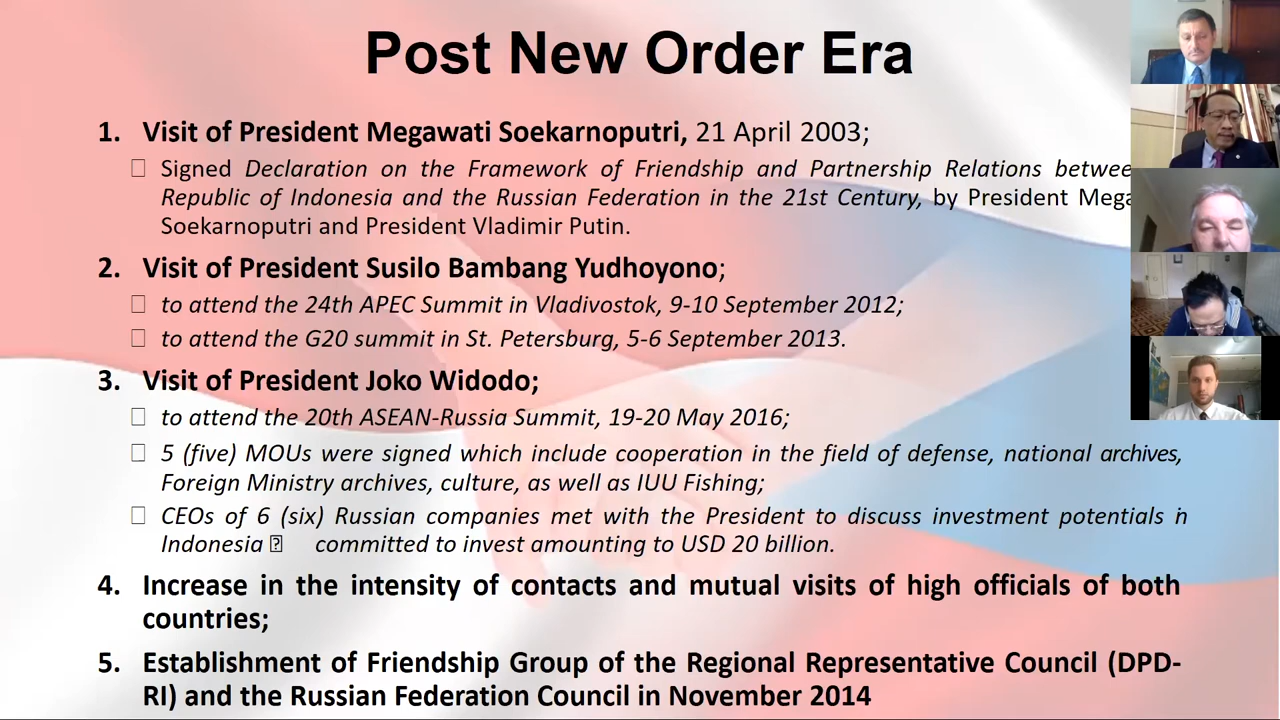 Post New Order Era
1. Visit of President Megawati Soekarnoputri, 21 April 2003;
Signed Declaration on the Framework of Friendship and Partnership Relations
Republic of Indonesia and the Russian Federation in the 21st Century, by President
Soekarnoputri and President Vladimir Putin.
2. Visit of President Susilo Bambang Yudhoyono;
to attend the 24th APEC Summit in Vladivostok, 9-10 September 2012;
to attend the G20 summit in St. Petersburg, 5-6 September 2013.
3. Visit of President Joko Widodo;
to attend the 20th ASEAN-Russia Summit, 19-20 May 2016;
5 (five) MOUs were signed which include cooperation in the field of defense, national archives,
Foreign Ministry archives, culture, as well as IUU Fishing;
CEOs of 6 (six) Russian companies met with the President to discuss investment potentials in
Indonesia committed to invest amounting to USD 20 billion.
4. Increase in the intensity of contacts and mutual visits of high officials of both
countries;
5. Establishment of Friendship Group of the Regional Representative Council (DPD-
RI) and the Russian Federation Council in November 2014